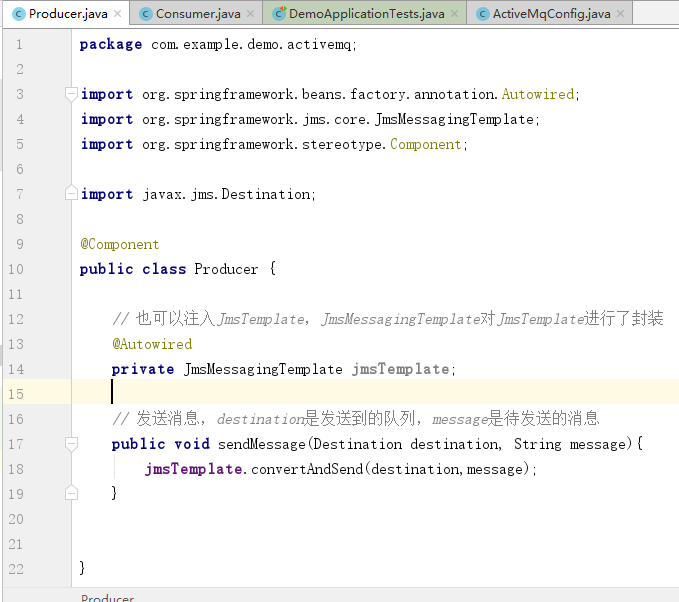 Producer.java × Consumer.java × DemoApplicationTests.java × ActiveMqConfig.java ×
1 package com.example.demo.activemq;
2
3 import org.springframework.beans.factory.annotation.Autowired;
4 import org.springframework.jms.core.JmsMessagingTemplate;
5 import org.springframework.stereotype.Component;
6
7 import javax.jms.Destination;
8
9 @Component
10 public class Producer {
11
12 // 也可以注入JmsTemplate，JmsMessagingTemplate对JmsTemplate进行了封装
13 @Autowired
14 private JmsMessagingTemplate jmsTemplate;
15
16 // 发送消息，destination是发送到的队列，message是待发送的消息
17 public void sendMessage(Destination destination, String message){
18 jmsTemplate.convertAndSend(destination,message);
19 }
20
21
22 }
Producer